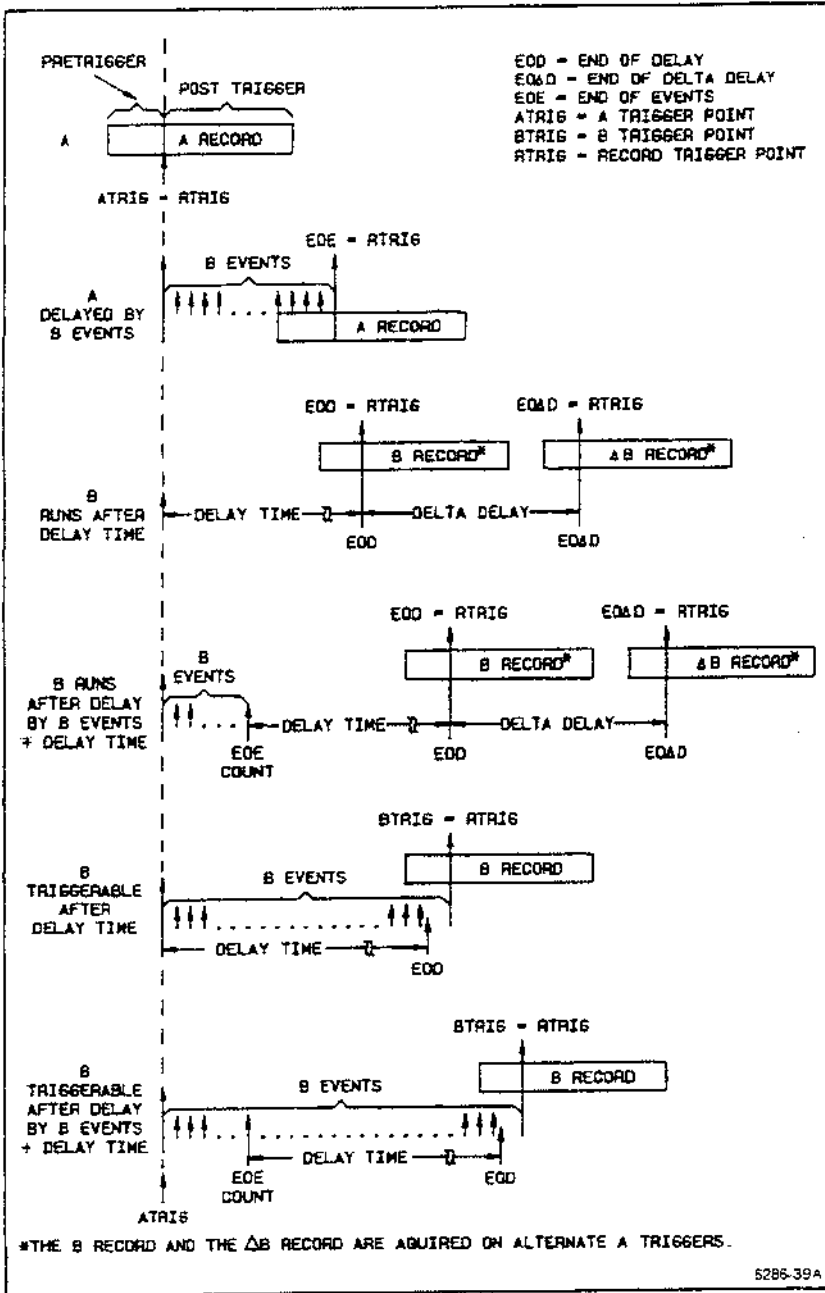 PRETRIGGER
POST TRIGGER
A
A RECORD
ATRIG = RTRIG
EOD = END OF DELAY
EOΔD = END OF DELTA DELAY
EOE = END OF EVENTS
ATRIG = A TRIGGER POINT
BTRIG = B TRIGGER POINT
RTRIG = RECORD TRIGGER POINT
EOE = RTRIG
B EVENTS
A
DELAYED BY
B EVENTS
A RECORD
EOD = RTRIG
EOΔD = RTRIG
B RECORD*
ΔB RECORD*
B
RUNS AFTER
DELAY TIME
DELAY TIME
DELTA DELAY
EOD
EOΔD
EOD = RTRIG
EOΔD = RTRIG
B
EVENTS
B RECORD*
ΔB RECORD*
B RUNS
AFTER DELAY
BY B EVENTS
+ DELAY TIME
DELAY TIME
DELTA DELAY
EOE
COUNT
EOD
EOΔD
BTRIG = RTRIG
B RECORD
B
TRIGGERABLE
AFTER
DELAY TIME
B EVENTS
DELAY TIME
EOD
BTRIG = RTRIG
B RECORD
B
TRIGGERABLE
AFTER DELAY
BY B EVENTS
+ DELAY TIME
B EVENTS
DELAY TIME
EOE
COUNT
EOD
ATRIG
*THE B RECORD AND THE ΔB RECORD ARE AQUIRED ON ALTERNATE A TRIGGERS.
5286-39A